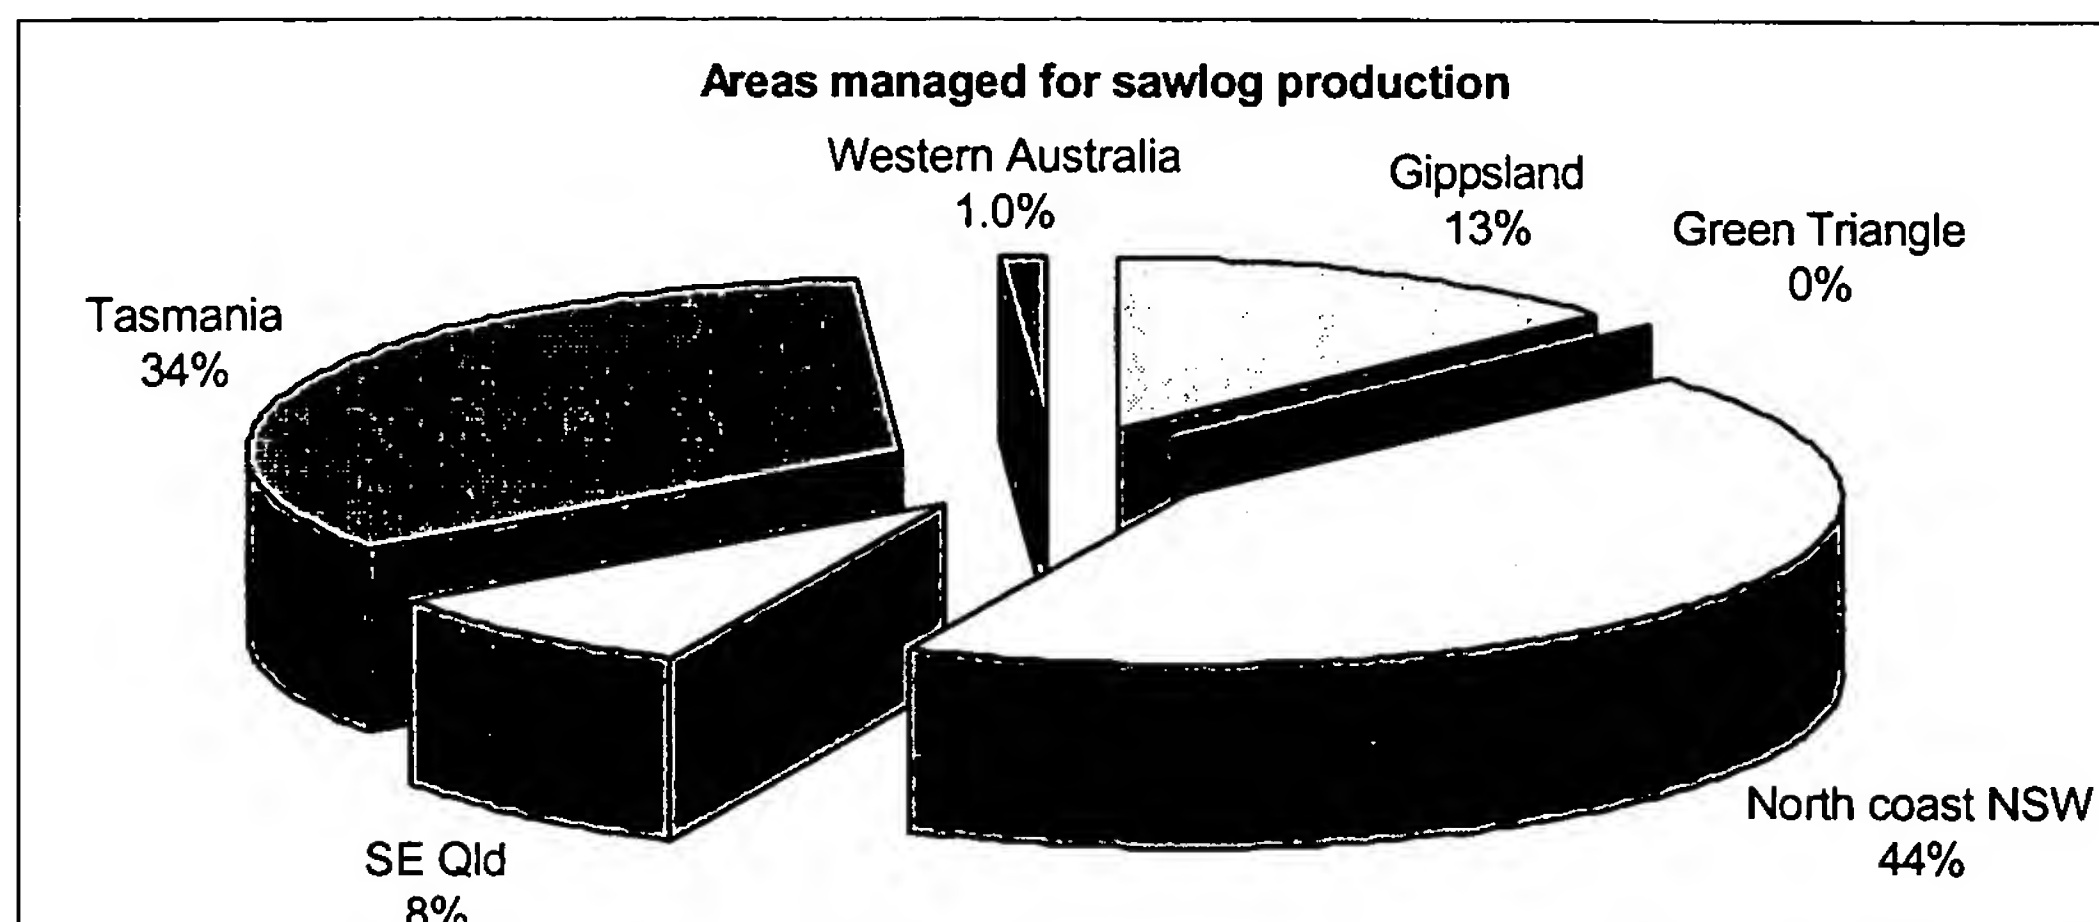 Areas managed for sawlog production
Western Australia
1.0%
Gippsland
13%
Green Triangle
0%
Tasmania
34%
North coast NSW
44%
SE Qld
8%